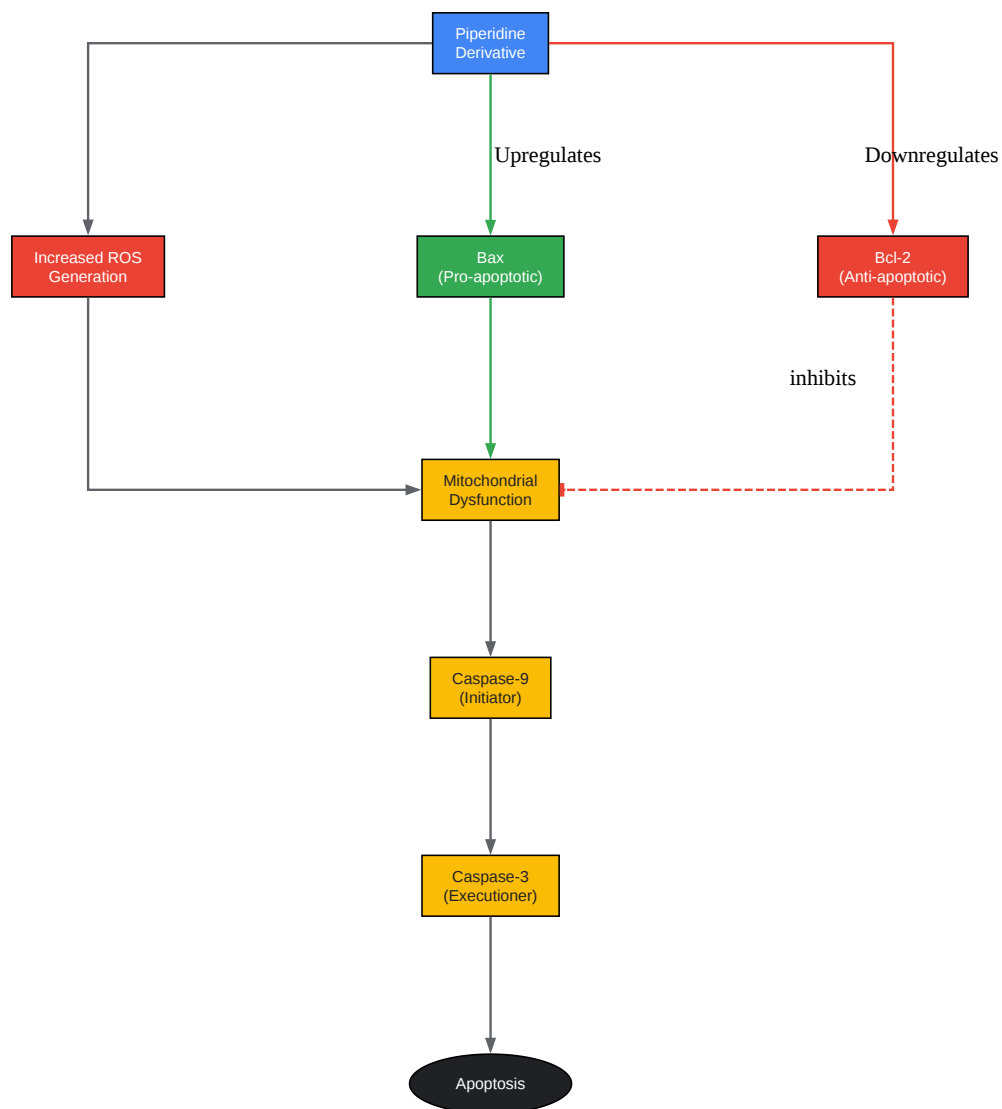 Piperidine
Derivative
Upregulates
Downregulates
Increased ROS
Generation
Bax
(Pro-apoptotic)
Bcl-2
(Anti-apoptotic)
inhibits
Mitochondrial
Dysfunction
Caspase-9
(Initiator)
Caspase-3
(Executioner)
Apoptosis